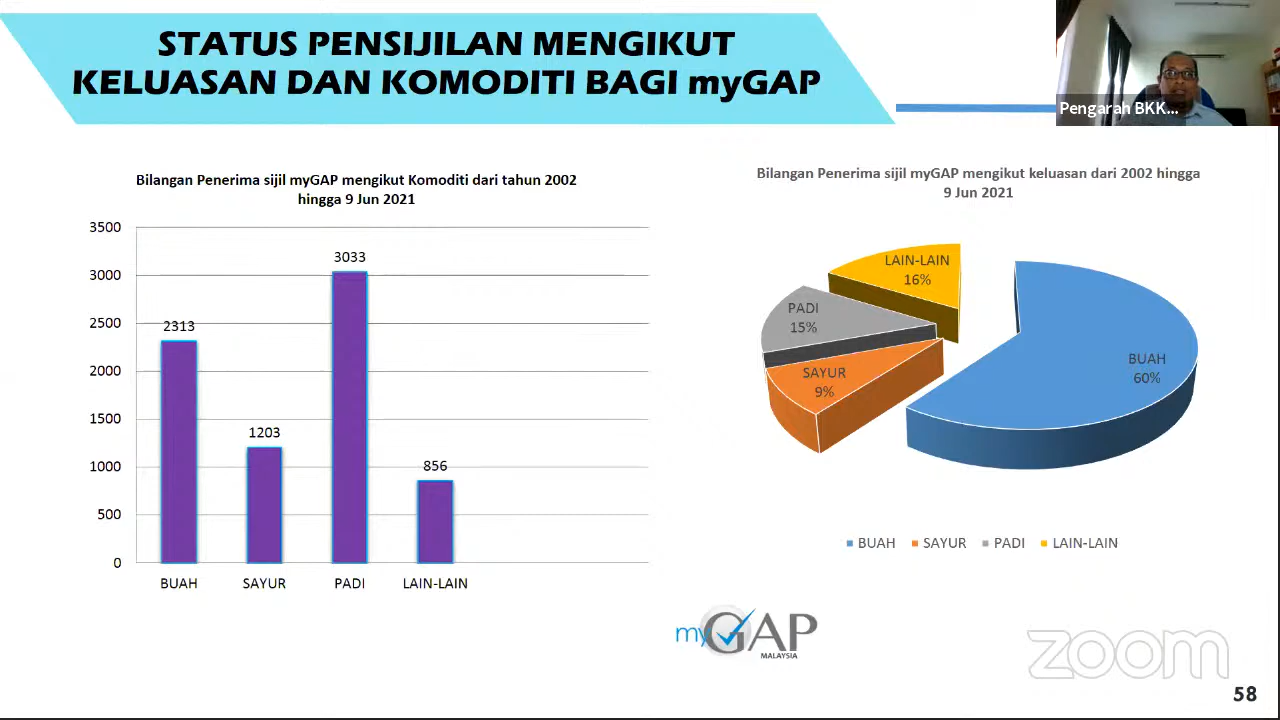 STATUS PENSIJILAN MENGIKUT
KELUASAN DAN KOMODITI BAGI myGAP
Pengarah BKK...
Bilangan Penerima sijil myGAP mengikut Komoditi dari tahun 2002
hingga 9 Jun 2021
3500
3000
2500
2000
1500
1000
500
0
2313
1203
3033
856
BUAH
SAYUR
PADI
LAIN-LAIN
Bilangan Penerima sijil myGAP mengikut keluasan dari 2002 hingga
9 Jun 2021
LAIN-LAIN
16%
PADI
15%
SAYUR
9%
BUAH
60%
BUAH SAYUR PADI LAIN-LAIN
myGAP
MALAYSIA
zoom
58